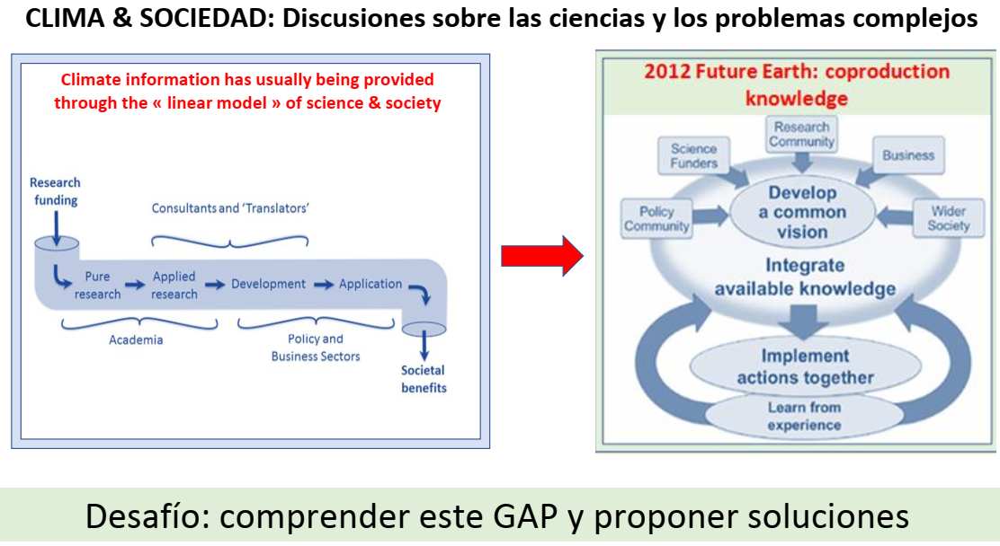 CLIMA & SOCIEDAD: Discusiones sobre las ciencias y los problemas complejos
Climate information has usually being provided
through the « linear model » of science & society
Research
funding
Consultants and ‘Translators’
Pure
research
Applied
research
Development
Application
Academia
Policy and
Business Sectors
Societal
benefits
2012 Future Earth: coproduction
knowledge
Research
Community
Science
Funders
Business
Policy
Community
Develop
a common
vision
Wider
Society
Integrate
available knowledge
Implement
actions together
Learn from
experience
Desafío: comprender este GAP y proponer soluciones